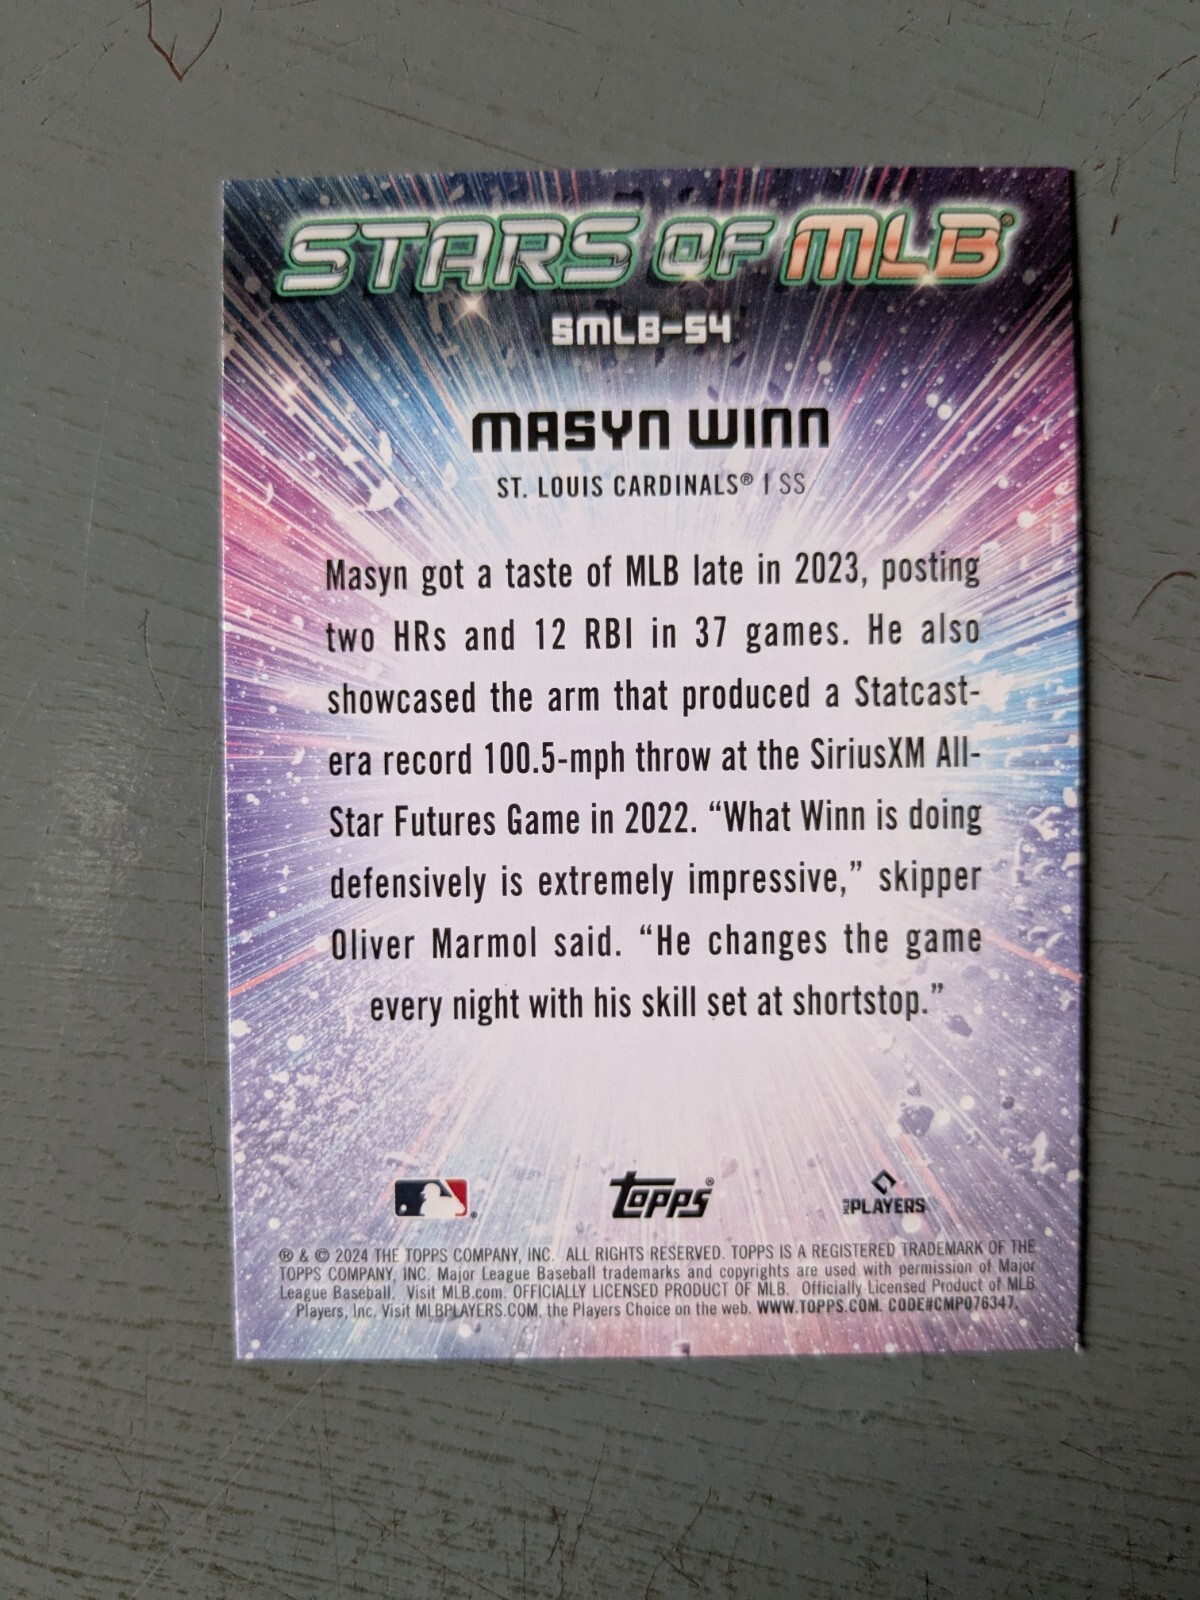 STARS OF MLB®
SMLB-54
MASYN WINN
ST. LOUIS CARDINALS® | SS
Masyn got a taste of MLB late in 2023, posting
two HRs and 12 RBI in 37 games. He also
showcased the arm that produced a Statcast-
era record 100.5-mph throw at the SiriusXM All-
Star Futures Game in 2022. “What Winn is doing
defensively is extremely impressive,” skipper
Oliver Marmol said. “He changes the game
every night with his skill set at shortstop.”
topps® MLB PLAYERS
® & © 2024 THE TOPPS COMPANY, INC. ALL RIGHTS RESERVED. TOPPS IS A REGISTERED TRADEMARK OF THE
TOPPS COMPANY, INC. Major League Baseball trademarks and copyrights are used with permission of Major
League Baseball. Visit MLB.com. OFFICIALLY LICENSED PRODUCT OF MLB. Officially Licensed Product of MLB
Players, Inc. Visit MLBPLAYERS.COM, the Players Choice on the web. WWW.TOPPS.COM. CODE#CMP076347.